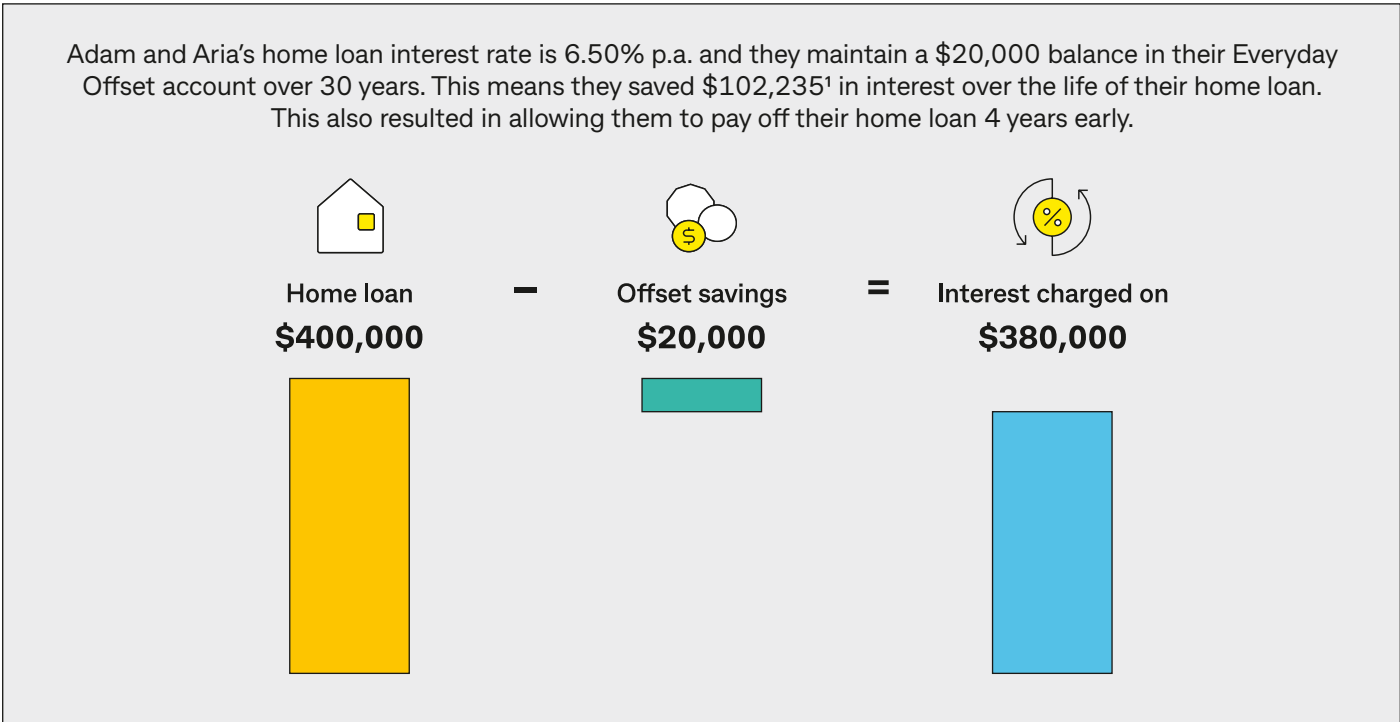 Adam and Aria’s home loan interest rate is 6.50% p.a. and they maintain a $20,000 balance in their Everyday
Offset account over 30 years. This means they saved $102,235¹ in interest over the life of their home loan.
This also resulted in allowing them to pay off their home loan 4 years early.
$ %
Home loan – Offset savings = Interest charged on
$400,000 $20,000 $380,000